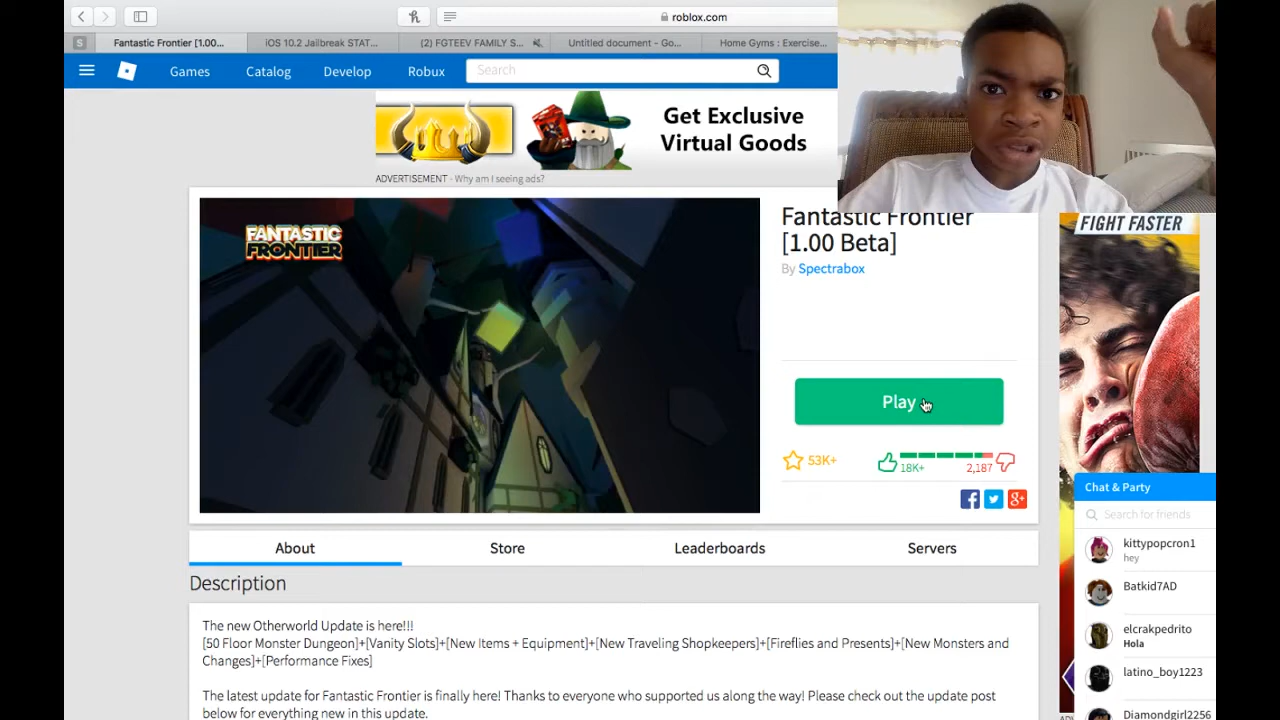 roblox.com
S
Fantastic Frontier [1.00...
iOS 10.2 Jailbreak STAT...
(2) FGTEEV FAMILY S...
Untitled document - Go...
Home Gyms : Exercise...
Games
Catalog
Develop
Robux
Search
Get Exclusive
Virtual Goods
ADVERTISEMENT - Why am I seeing ads?
FANTASTIC
FRONTIER
Fantastic Frontier
[1.00 Beta]
By Spectrabox
FIGHT FASTER
Play
53K+
18K+
2,187
Chat & Party
Search for friends
kittypopcron1
hey
Batkid7AD
elcrakpedrito
Hola
latino_boy1223
Diamondgirl2256
About
Store
Leaderboards
Servers
Description
The new Otherworld Update is here!!!
[50 Floor Monster Dungeon]+[Vanity Slots]+[New Items + Equipment]+[New Traveling Shopkeepers]+[Fireflies and Presents]+[New Monsters and
Changes]+[Performance Fixes]
The latest update for Fantastic Frontier is finally here! Thanks to everyone who supported us along the way! Please check out the update post
below for everything new in this update.